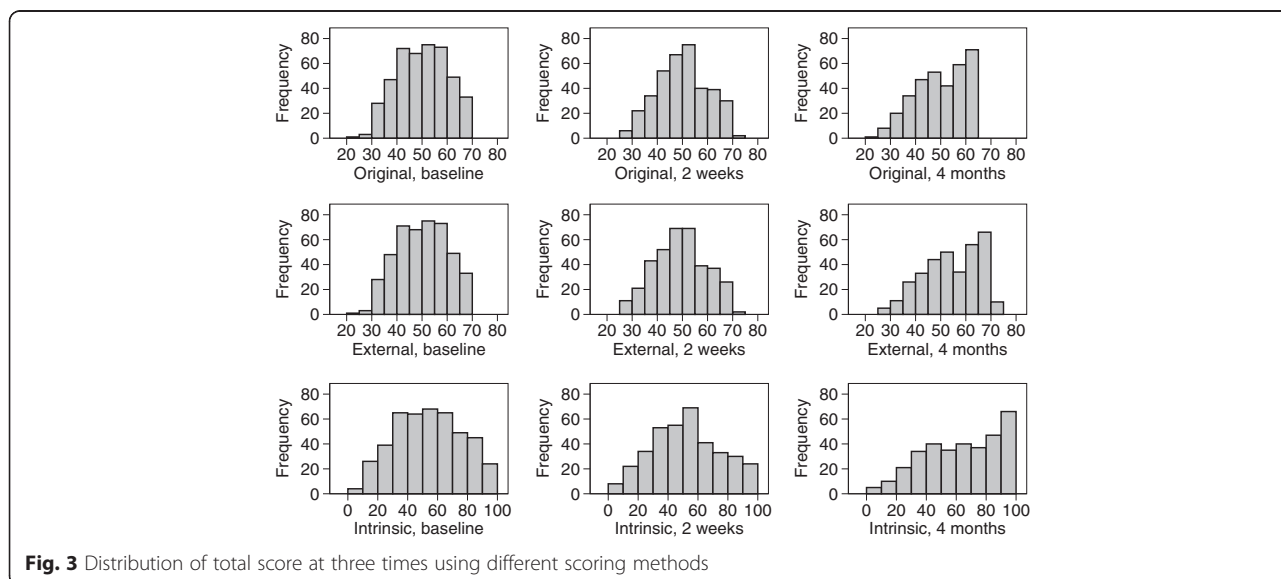 Frequency
80
60
40
20
0
20 30 40 50 60 70 80
Original, baseline
Frequency
80
60
40
20
0
20 30 40 50 60 70 80
Original, 2 weeks
Frequency
80
60
40
20
0
20 30 40 50 60 70 80
Original, 4 months
Frequency
80
60
40
20
0
20 30 40 50 60 70 80
External, baseline
Frequency
80
60
40
20
0
20 30 40 50 60 70 80
External, 2 weeks
Frequency
80
60
40
20
0
20 30 40 50 60 70 80
External, 4 months
Frequency
80
60
40
20
0
0 20 40 60 80 100
Intrinsic, baseline
Frequency
80
60
40
20
0
0 20 40 60 80 100
Intrinsic, 2 weeks
Frequency
80
60
40
20
0
0 20 40 60 80 100
Intrinsic, 4 months
Fig. 3 Distribution of total score at three times using different scoring methods